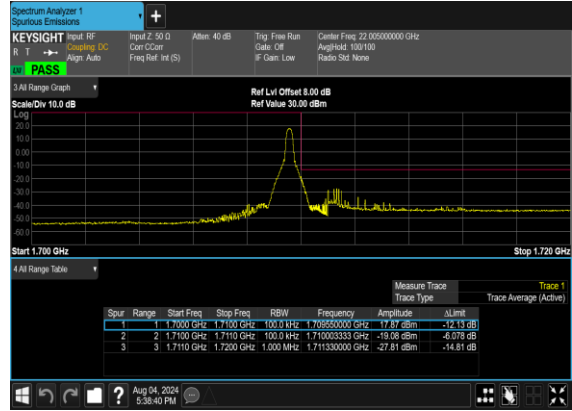 Spectrum Analyzer 1
Spurious Emissions
+
KEYSIGHT Input: RF Input Z: 50 Ω Atten: 40 dB Trig: Free Run Center Freq: 22.005000000 GHz
R T Coupling: DC Corr CCorr Gate: Off Avg|Hold: 100/100
Align: Auto Freq Ref: Int (S) IF Gain: Low Radio Std: None
PASS
3 All Range Graph
Ref Lvl Offset 8.00 dB
Scale/Div 10.0 dB Ref Value 30.00 dBm
Log
20.0
10.0
0.00
-10.0
-20.0
-30.0
-40.0
-50.0
-60.0
Start 1.700 GHz Stop 1.720 GHz
4 All Range Table
Measure Trace Trace 1
Trace Type Trace Average (Active)
Spur Range Start Freq Stop Freq RBW Frequency Amplitude ΔLimit
1 1 1.7000 GHz 1.7100 GHz 100.0 kHz 1.709550000 GHz 17.87 dBm -12.13 dB
2 2 1.7100 GHz 1.7110 GHz 100.0 kHz 1.710003333 GHz -19.08 dBm -6.078 dB
3 3 1.7110 GHz 1.7200 GHz 1.000 MHz 1.711330000 GHz -27.81 dBm -14.81 dB
? Aug 04, 2024
5:38:40 PM